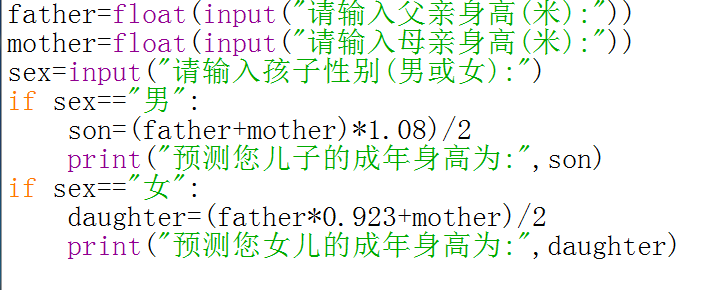 father=float(input("请输入父亲身高(米):"))
mother=float(input("请输入母亲身高(米):"))
sex=input("请输入孩子性别(男或女):")
if sex=="男":
    son=(father+mother)*1.08)/2
    print("预测您儿子的成年身高为:",son)
if sex=="女":
    daughter=(father*0.923+mother)/2
    print("预测您女儿的成年身高为:",daughter)